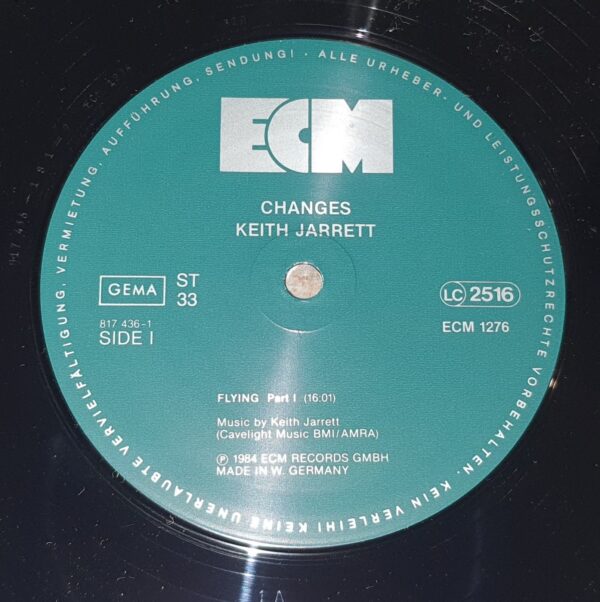 ECM
CHANGES
KEITH JARRETT
GEMA
ST
33
817 436-1
SIDE I
LC 2516
ECM 1276
FLYING Part I (16:01)
Music by Keith Jarrett
(Cavelight Music BMI/AMRA)
℗ 1984 ECM RECORDS GMBH
MADE IN W. GERMANY
ALLE URHEBER- UND LEISTUNGSSCHUTZRECHTE VORBEHALTEN. KEIN VERLEIH! KEINE UNERLAUBTE VERVIELFÄLTIGUNG, VERMIETUNG, AUFFÜHRUNG, SENDUNG! ·
1A